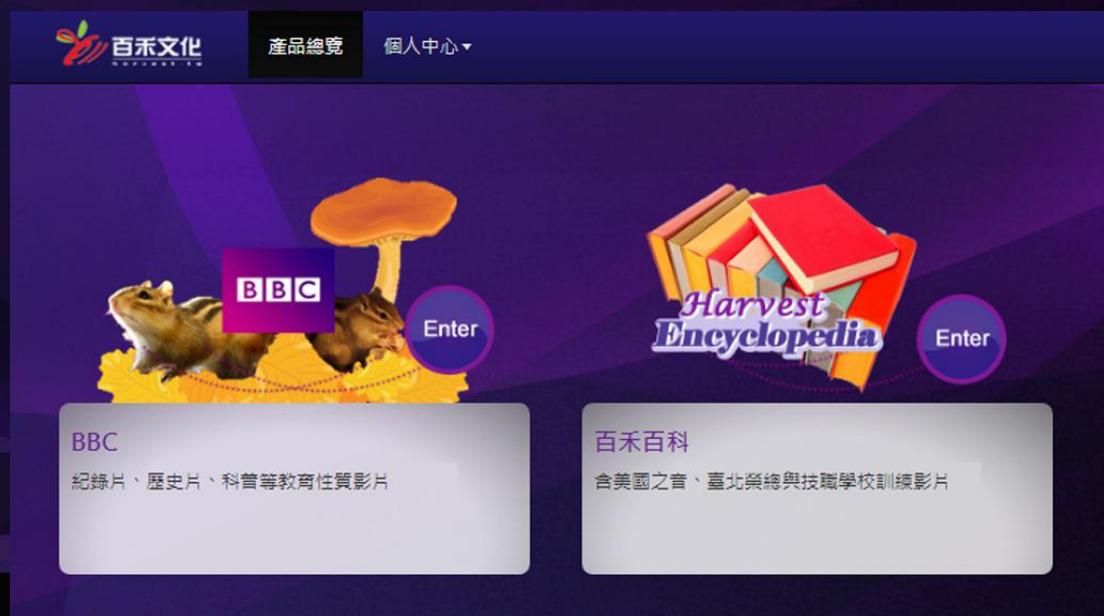 百禾文化
harvest.tw
產品總覽
個人中心▼
BBC
Enter
Harvest
Encyclopedia
Enter
BBC
紀錄片、歷史片、科普等教育性質影片
百禾百科
含美國之音、臺北榮總與技職學校訓練影片